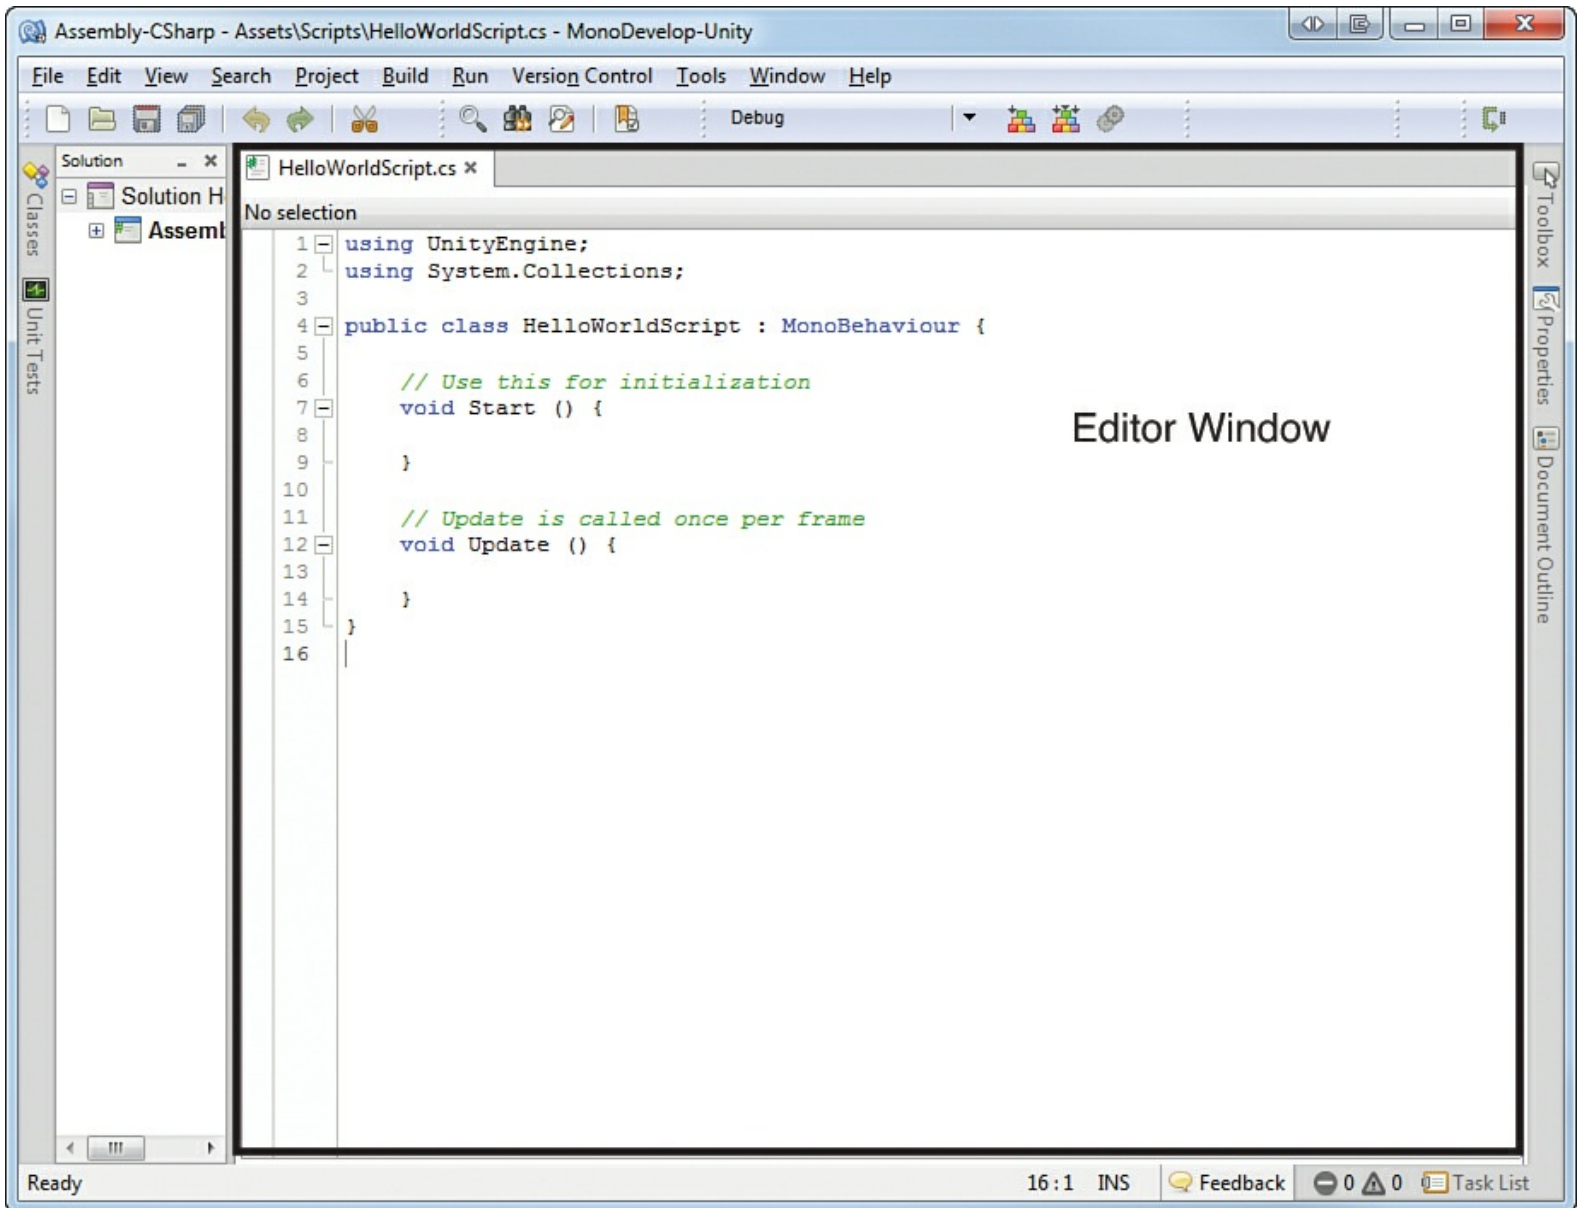 Assembly-CSharp - Assets\Scripts\HelloWorldScript.cs - MonoDevelop-Unity
File Edit View Search Project Build Run Version Control Tools Window Help
Debug
Solution
Solution H
Assemb
Classes
Unit Tests
HelloWorldScript.cs
No selection
1 using UnityEngine;
2 using System.Collections;
3
4 public class HelloWorldScript : MonoBehaviour {
5
6 // Use this for initialization
7 void Start () {
8
9 }
10
11 // Update is called once per frame
12 void Update () {
13
14 }
15 }
16
Editor Window
Toolbox
Properties
Document Outline
Ready 16:1 INS Feedback 0 0 Task List